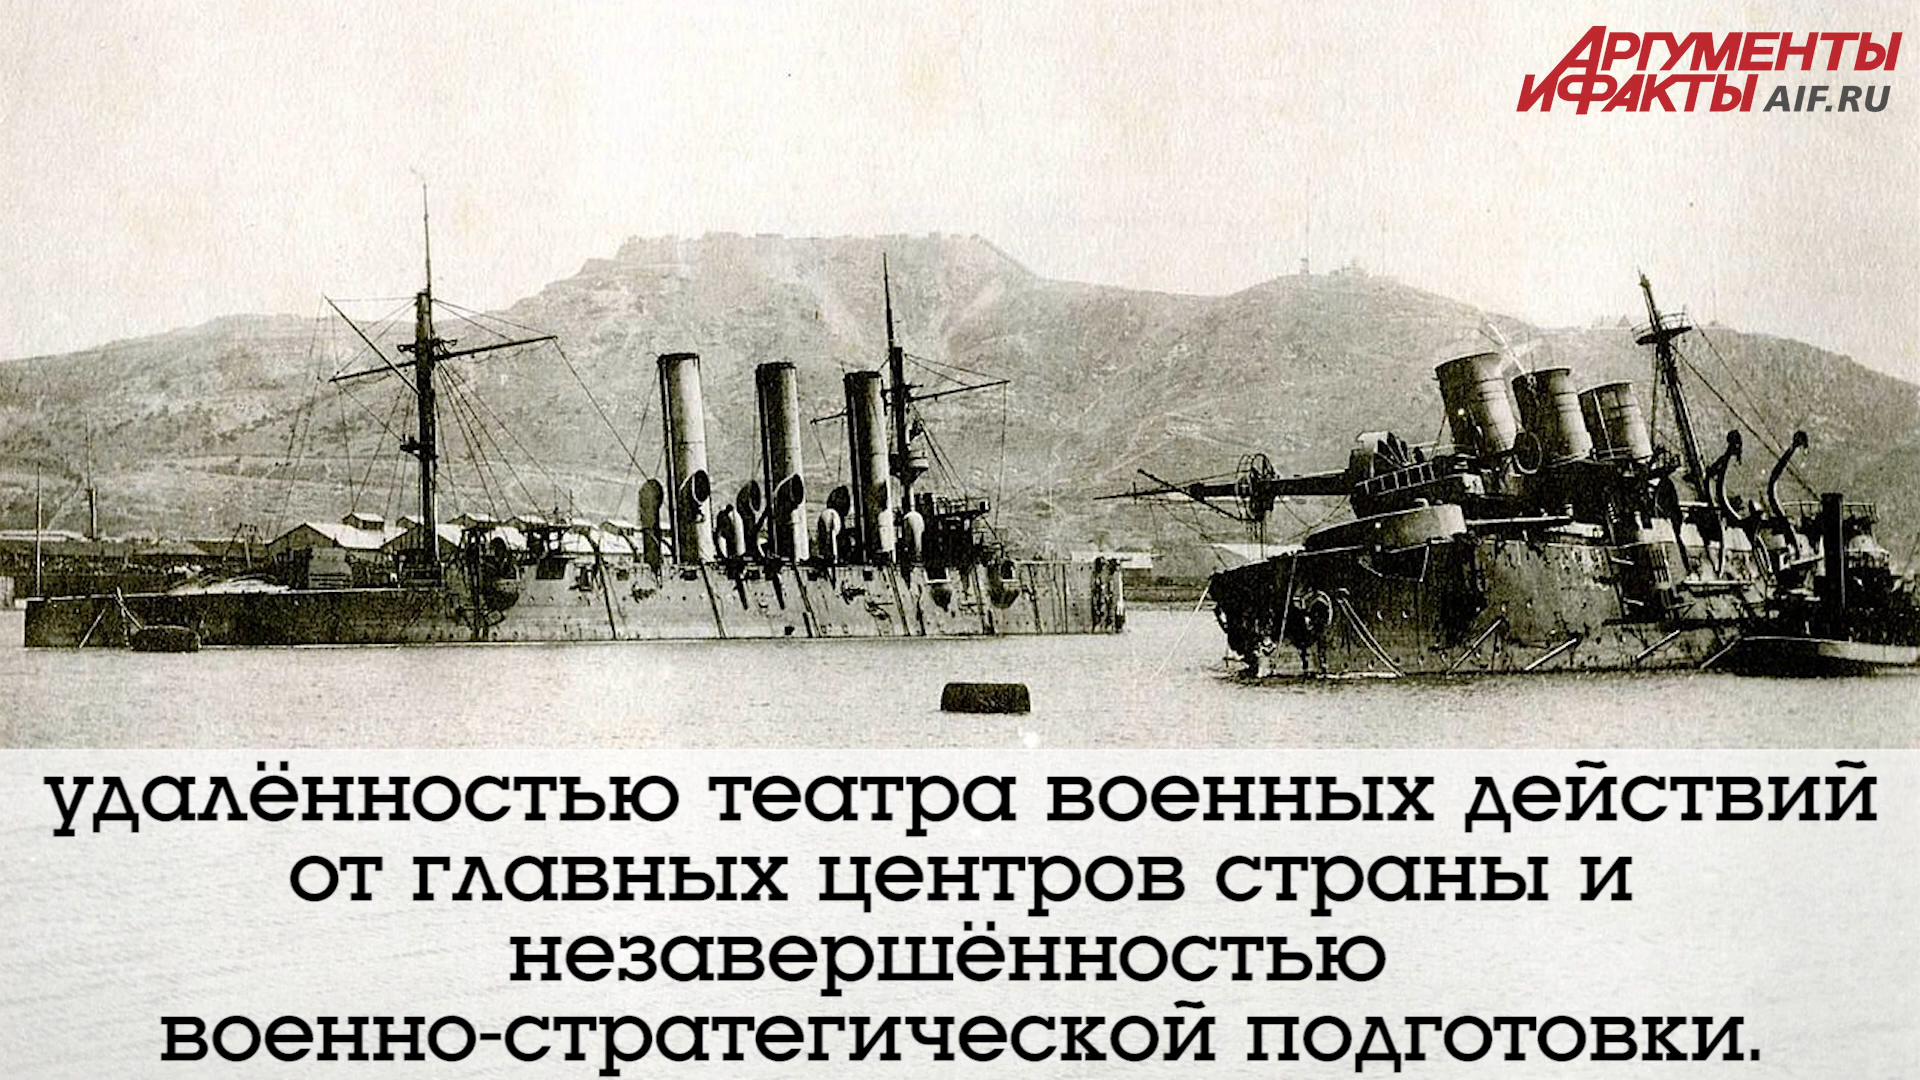 АРГУМЕНТЫ
И ФАКТЫ AIF.RU
удалённостью театра военных действий
от главных центров страны и
незавершённостью
военно-стратегической подготовки.